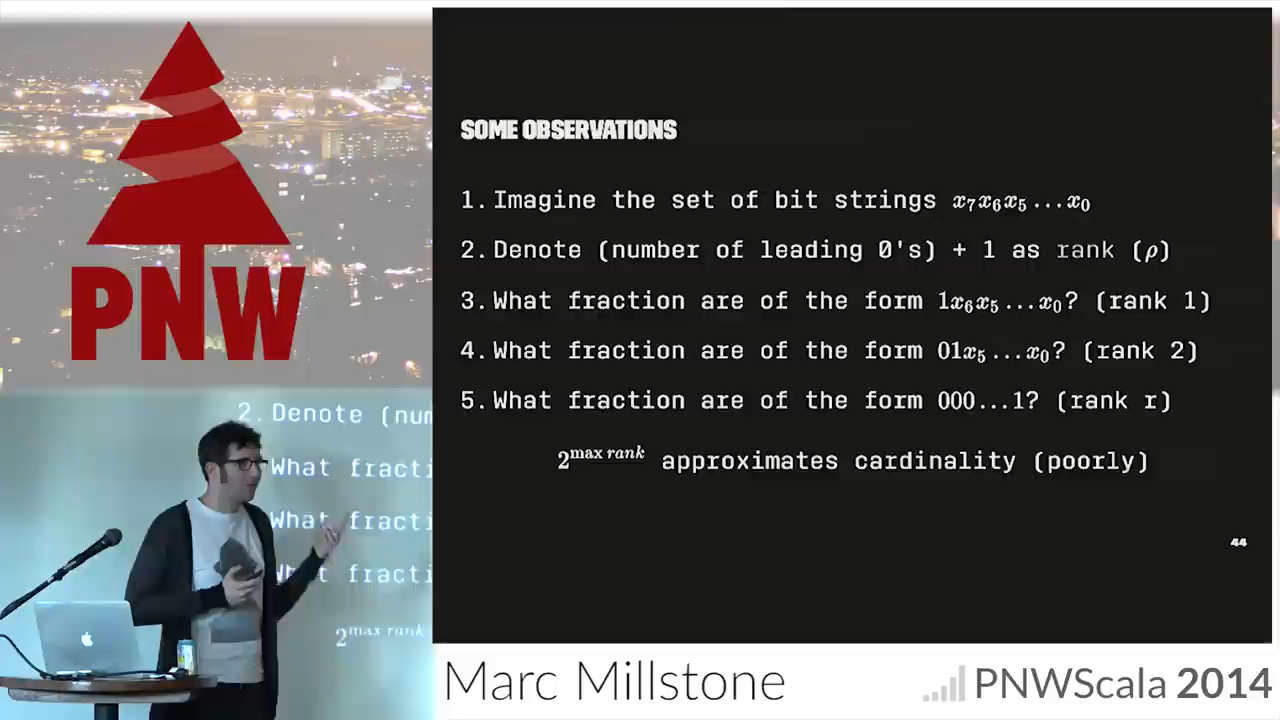 PNW
SOME OBSERVATIONS
1. Imagine the set of bit strings x₇x₆x₅...x₀
2. Denote (number of leading 0's) + 1 as rank (ρ)
3. What fraction are of the form 1x₆x₅...x₀? (rank 1)
4. What fraction are of the form 01x₅...x₀? (rank 2)
5. What fraction are of the form 000...1? (rank r)
2^max rank approximates cardinality (poorly)
44
2. Denote (num
What fracti
What fracti
What fracti
2^max rank
Marc Millstone
PNWScala 2014